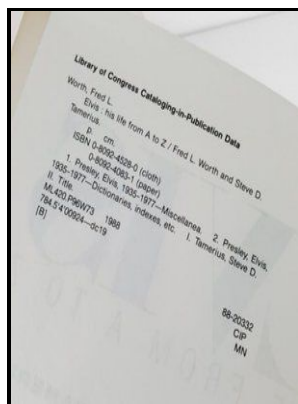 Library of Congress Cataloging-in-Publication Data
Worth, Fred L.
Elvis : his life from A to Z / Fred L. Worth and Steve D.
Tamerius.
p. cm.
ISBN 0-8092-4528-0 (cloth)
0-8092-4083-1 (paper)
1. Presley, Elvis, 1935-1977—Miscellanea. 2. Presley, Elvis,
1935-1977—Dictionaries, indexes, etc. I. Tamerius, Steve D.
II. Title.
ML420.P96W73 1988
784.5'4'00924—dc19
[B]
88-20332
CIP
MN